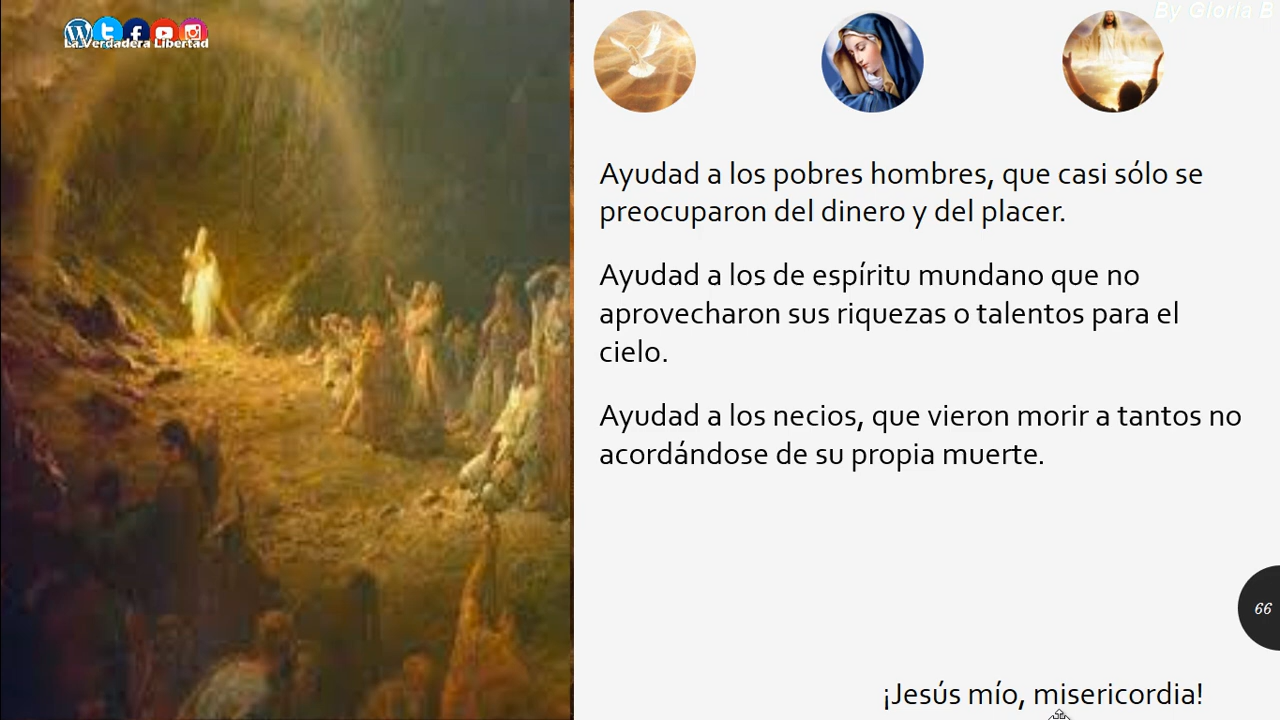 La Verdadera Libertad
By Gloria B
Ayudad a los pobres hombres, que casi sólo se
preocuparon del dinero y del placer.
Ayudad a los de espíritu mundano que no
aprovecharon sus riquezas o talentos para el
cielo.
Ayudad a los necios, que vieron morir a tantos no
acordándose de su propia muerte.
66
¡Jesús mío, misericordia!